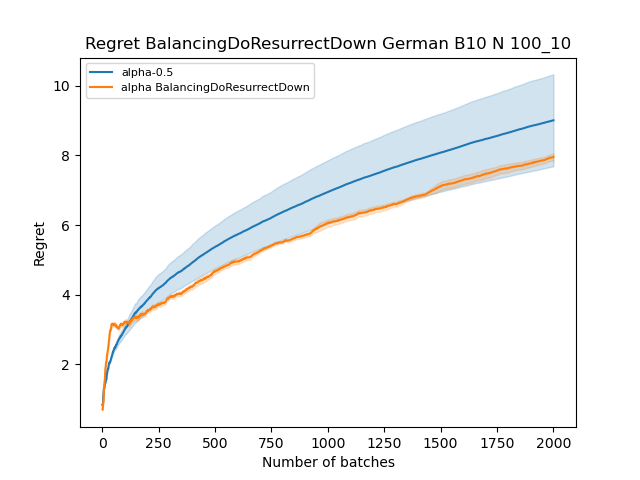 Regret BalancingDoResurrectDown German B10 N 100_10
alpha-0.5
alpha BalancingDoResurrectDown
10
8
6
4
2
Regret
0 250 500 750 1000 1250 1500 1750 2000
Number of batches